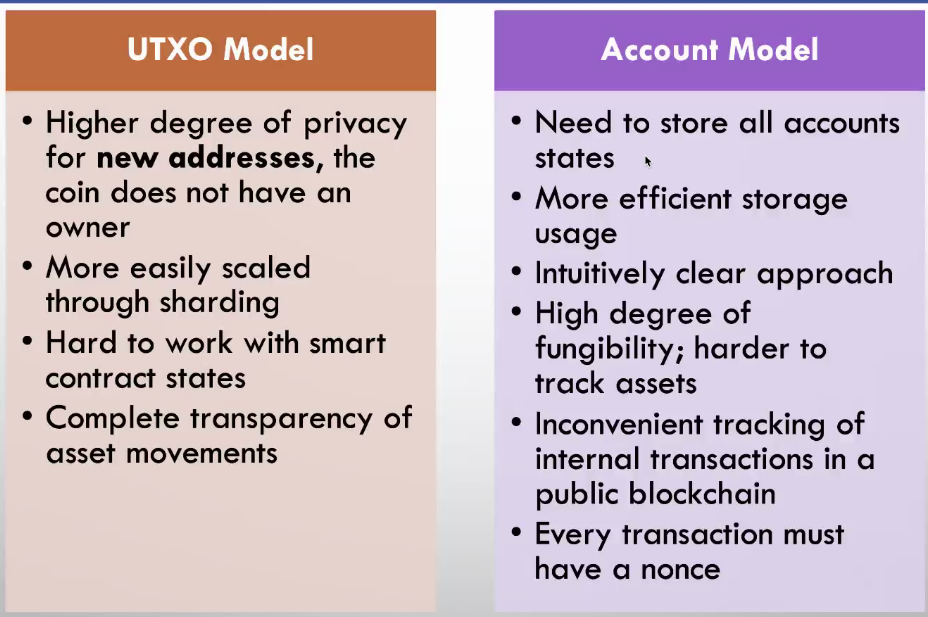 UTXO Model
• Higher degree of privacy
for new addresses, the
coin does not have an
owner
• More easily scaled
through sharding
• Hard to work with smart
contract states
• Complete transparency of
asset movements
Account Model
• Need to store all accounts
states
• More efficient storage
usage
• Intuitively clear approach
• High degree of
fungibility; harder to
track assets
• Inconvenient tracking of
internal transactions in a
public blockchain
• Every transaction must
have a nonce